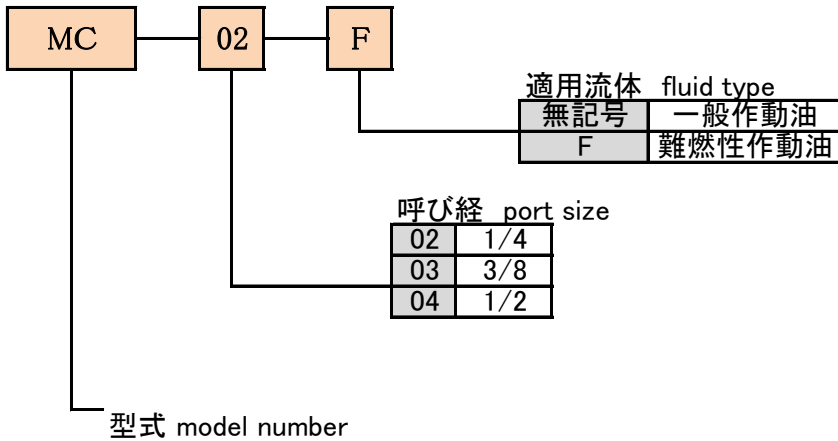 MC 02 F
適用流体 fluid type
無記号 一般作動油
F 難燃性作動油
呼び経 port size
02 1/4
03 3/8
04 1/2
型式 model number